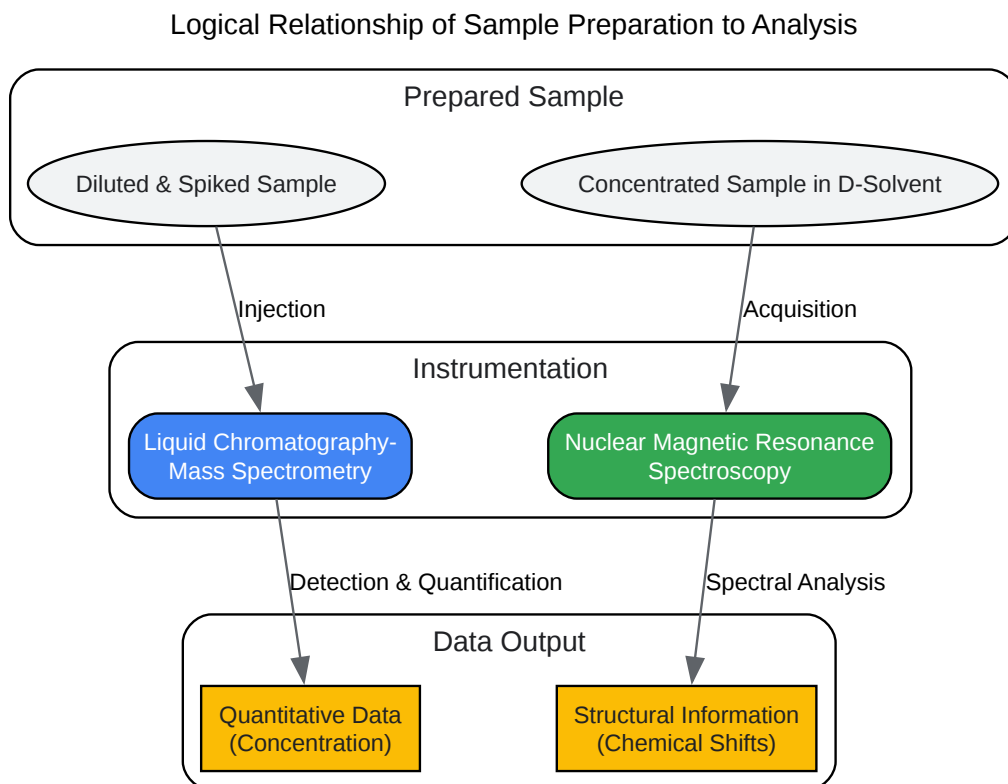 Logical Relationship of Sample Preparation to Analysis
Prepared Sample
Diluted & Spiked Sample
Concentrated Sample in D-Solvent
Injection
Acquisition
Instrumentation
Liquid Chromatography-
Mass Spectrometry
Nuclear Magnetic Resonance
Spectroscopy
Detection & Quantification
Spectral Analysis
Data Output
Quantitative Data
(Concentration)
Structural Information
(Chemical Shifts)